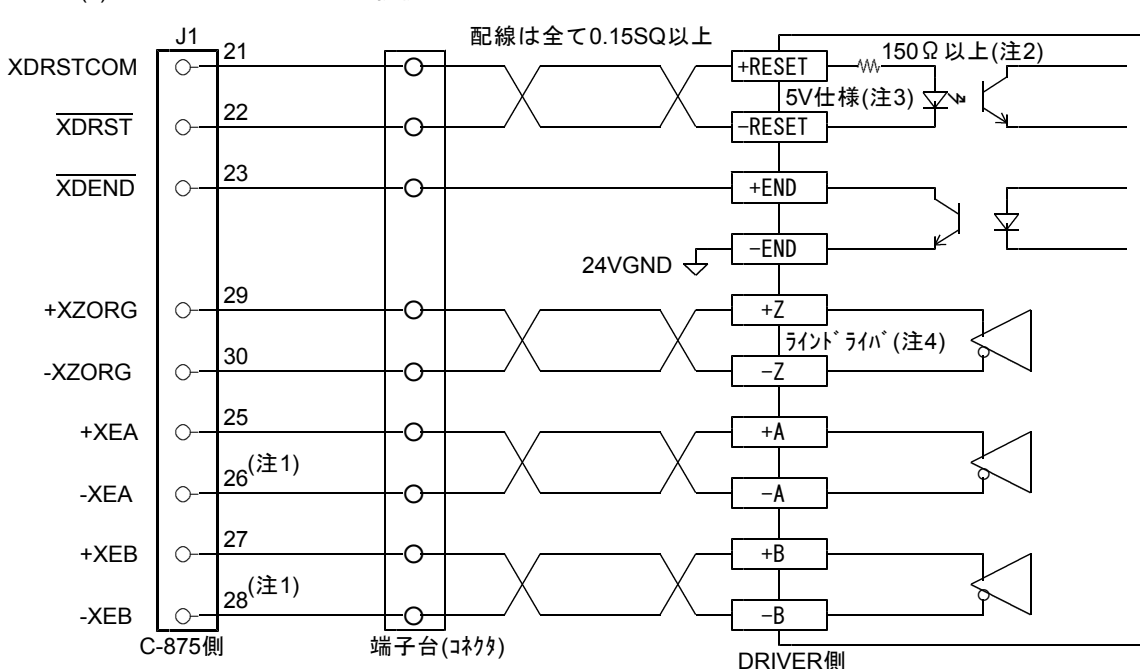 J1
配線は全て0.15SQ以上
XDRSTCOM
21
+RESET
150Ω以上(注2)
5V仕様(注3)
XDRST
22
−RESET
XDEND
23
+END
24VGND
−END
+XZORG
29
+Z
ﾗｲﾝﾄﾞﾗｲﾊﾞ(注4)
-XZORG
30
−Z
+XEA
25
+A
-XEA
26(注1)
−A
+XEB
27
+B
-XEB
28(注1)
−B
C-875側
端子台(ｺﾈｸﾀ)
DRIVER側